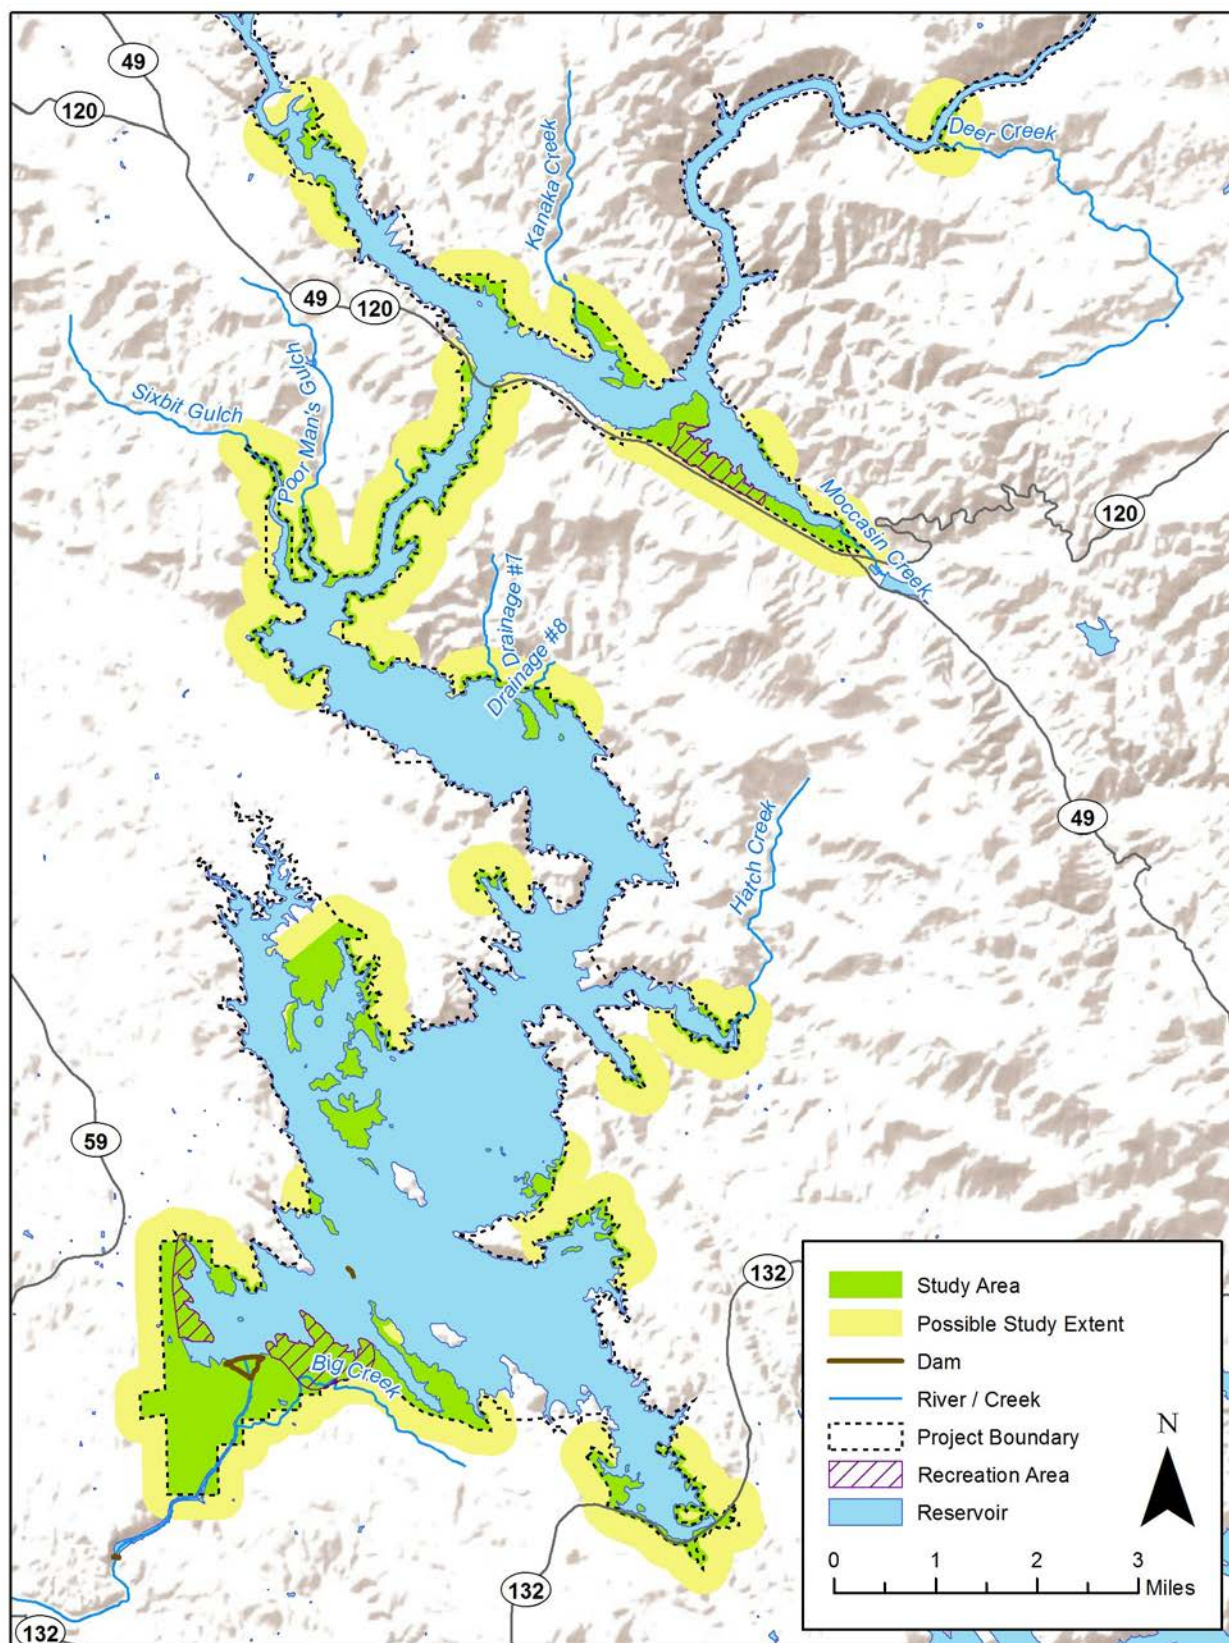 49
120
Deer Creek
Kanaka Creek
49
120
Poor Man's Gulch
Sixbit Gulch
Moccasin Creek
120
Drainage #7
Drainage #8
49
Hatch Creek
59
132
Big Creek
132
132
Study Area
Possible Study Extent
Dam
River / Creek
Project Boundary
Recreation Area
Reservoir
N
0 1 2 3
Miles